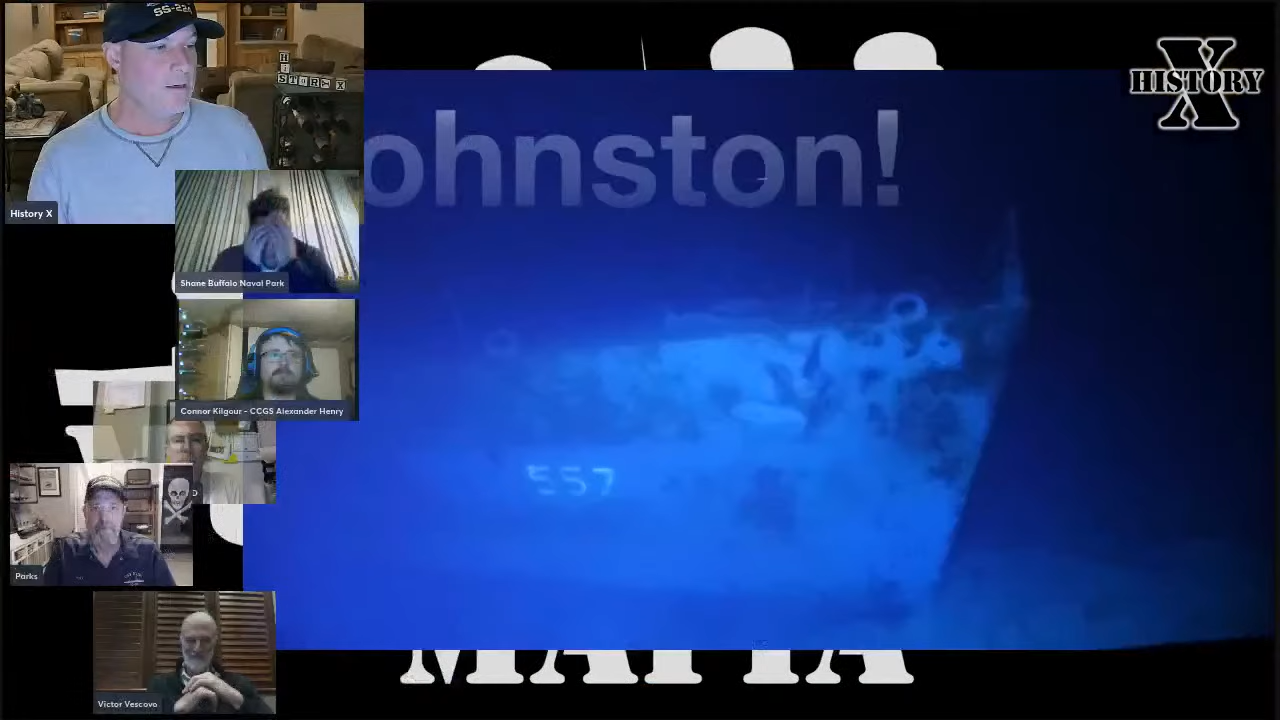 SS-224
HISTORY X
HISTORY X
ohnston!
History X
Shane Buffalo Naval Park
557
Connor Kilgour - CCGS Alexander Henry
Parks
Victor Vescovo
MAFIA